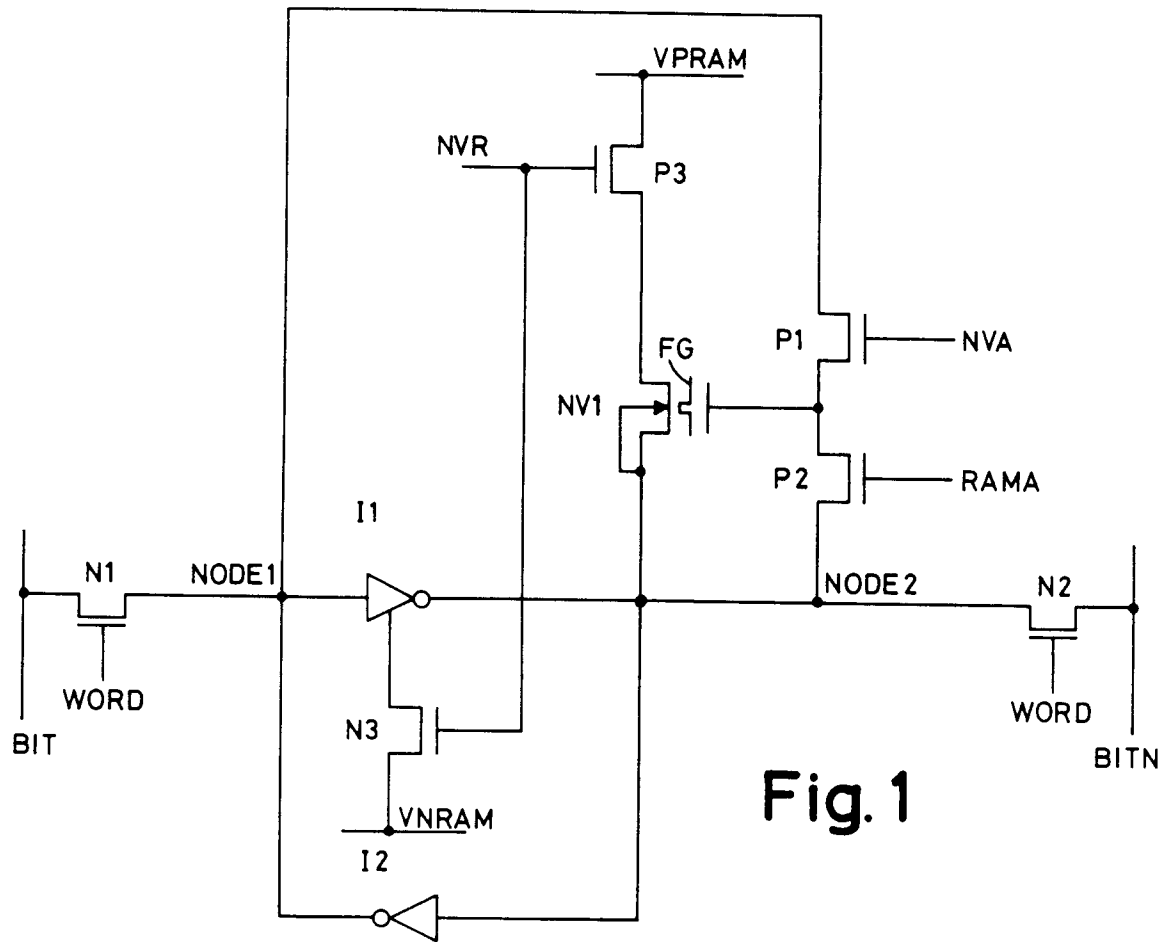 VPRAM
NVR
P3
P1
NVA
FG
NV1
P2
RAMA
I1
N1
NODE1
NODE2
N2
WORD
N3
WORD
BIT
BITN
VNRAM
I2
Fig. 1